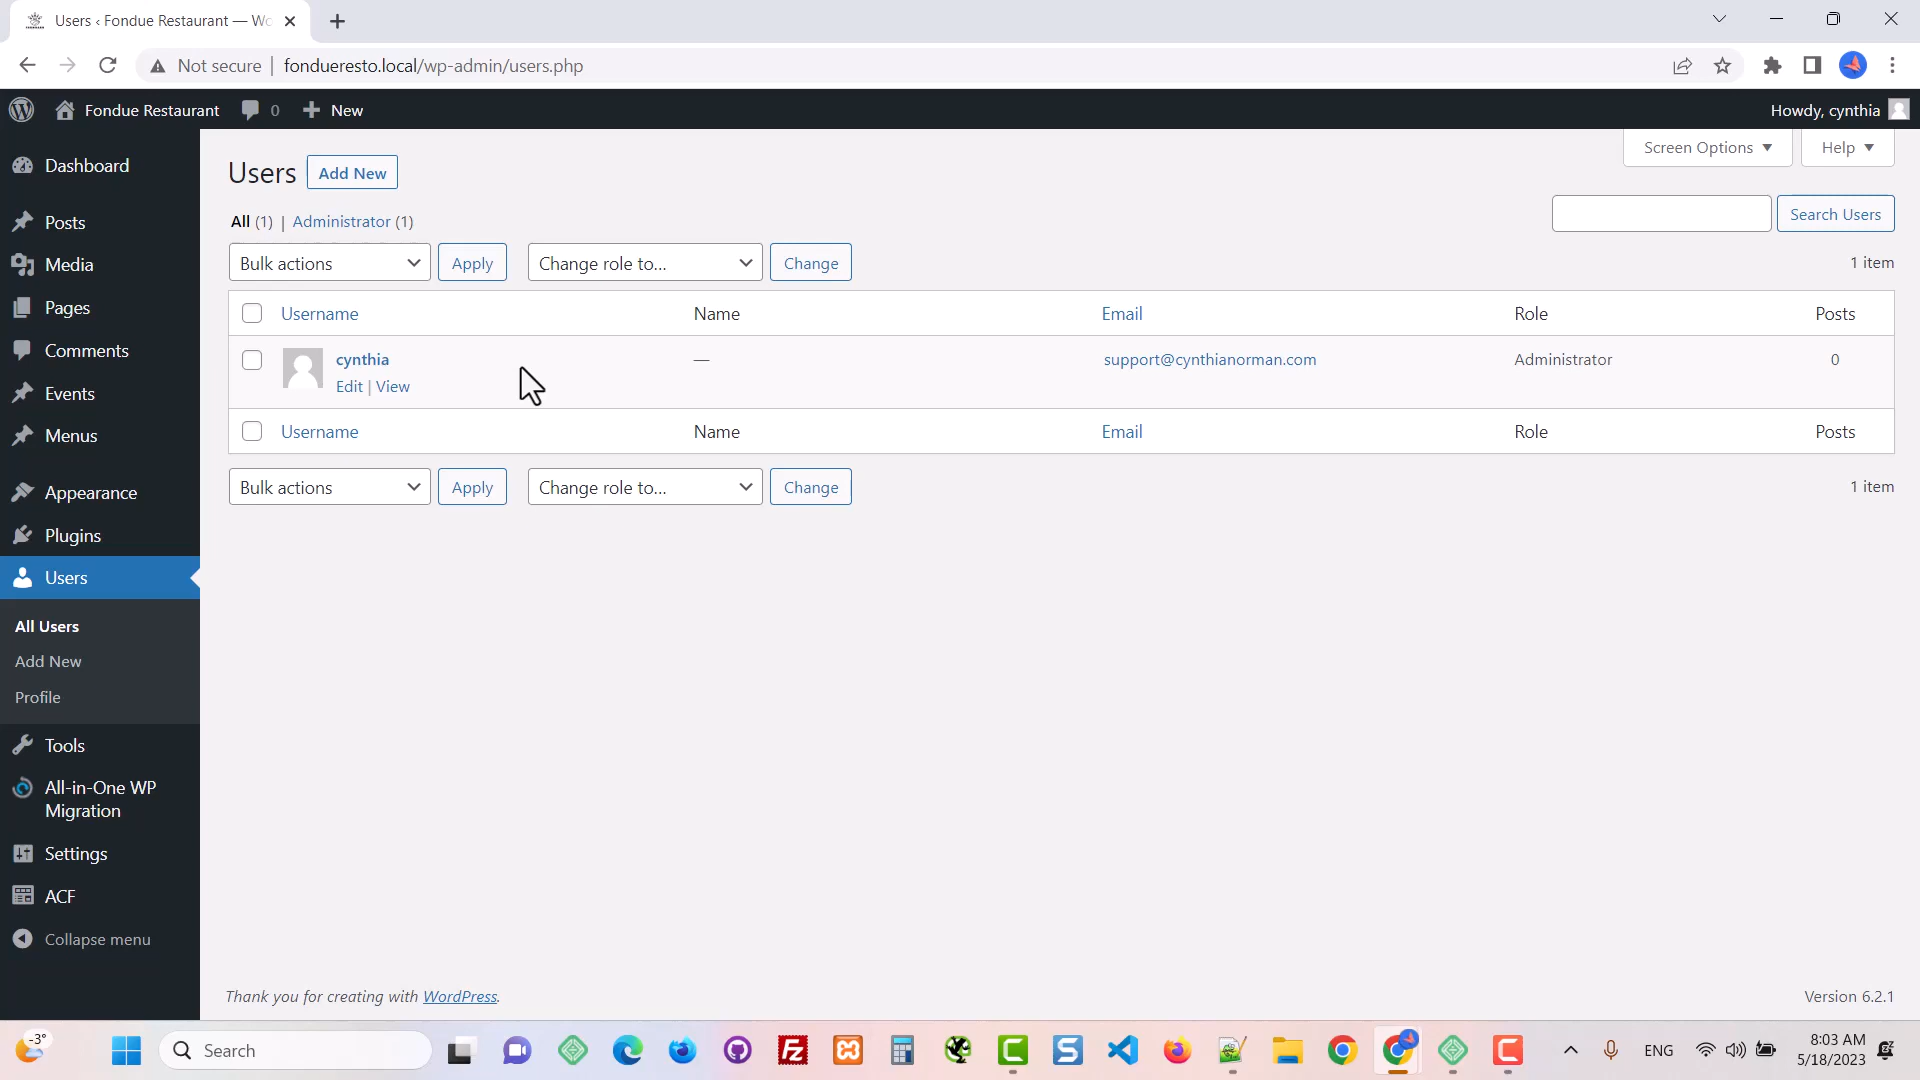 Users ‹ Fondue Restaurant — Wo
Not secure fondueresto.local/wp-admin/users.php
Fondue Restaurant 0 New Howdy, cynthia
Dashboard
Posts
Media
Pages
Comments
Events
Menus
Appearance
Plugins
Users
All Users
Add New
Profile
Tools
All-in-One WP
Migration
Settings
ACF
Collapse menu
Screen Options Help
Users Add New
All (1) | Administrator (1)
Search Users
Bulk actions Apply Change role to... Change 1 item
Username Name Email Role Posts
cynthia — support@cynthianorman.com Administrator 0
Edit | View
Username Name Email Role Posts
Bulk actions Apply Change role to... Change 1 item
Thank you for creating with WordPress. Version 6.2.1
-3° Search ENG 8:03 AM
5/18/2023